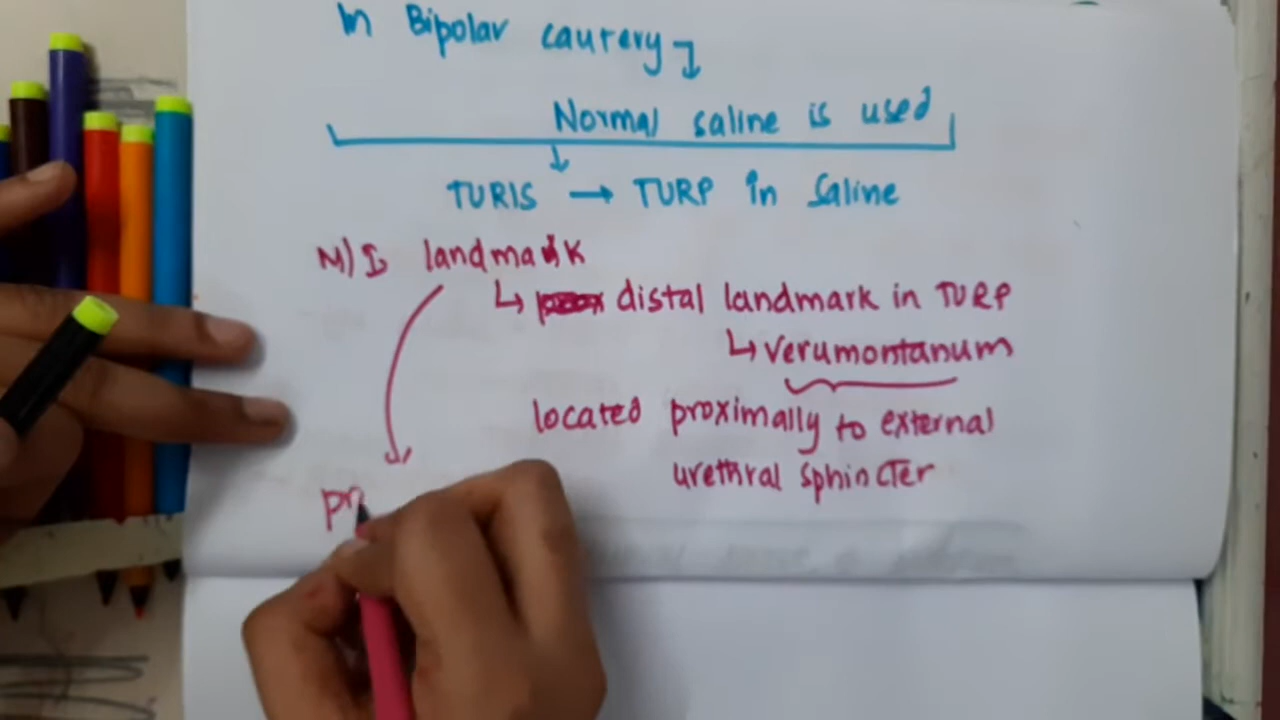 In Bipolar cautery
Normal saline is used
TURIS → TURP in Saline
M/I landmark
distal landmark in TURP
verumontanum
located proximally to external
urethral sphincter
pr